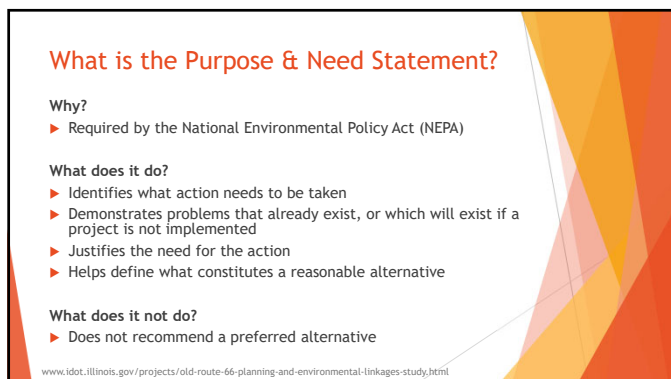 What is the Purpose & Need Statement?
Why?
Required by the National Environmental Policy Act (NEPA)
What does it do?
Identifies what action needs to be taken
Demonstrates problems that already exist, or which will exist if a
project is not implemented
Justifies the need for the action
Helps define what constitutes a reasonable alternative
What does it not do?
Does not recommend a preferred alternative
www.idot.illinois.gov/projects/old-route-66-planning-and-environmental-linkages-study.html